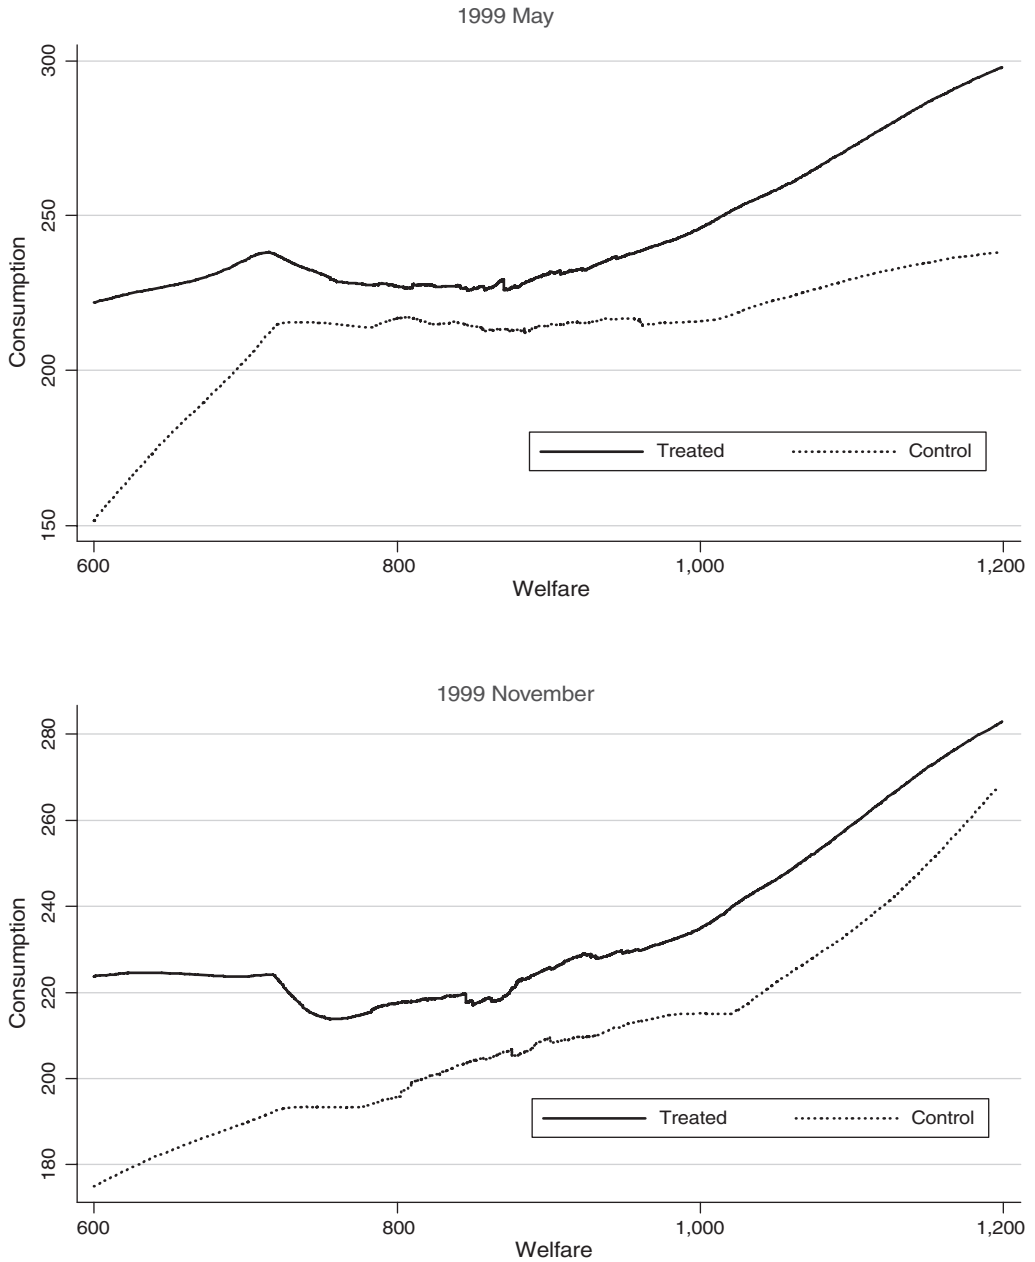 1999 May
300
250
200
150
Consumption
Treated Control
600 800 1,000 1,200
Welfare
1999 November
280
260
240
220
200
180
Consumption
Treated Control
600 800 1,000 1,200
Welfare